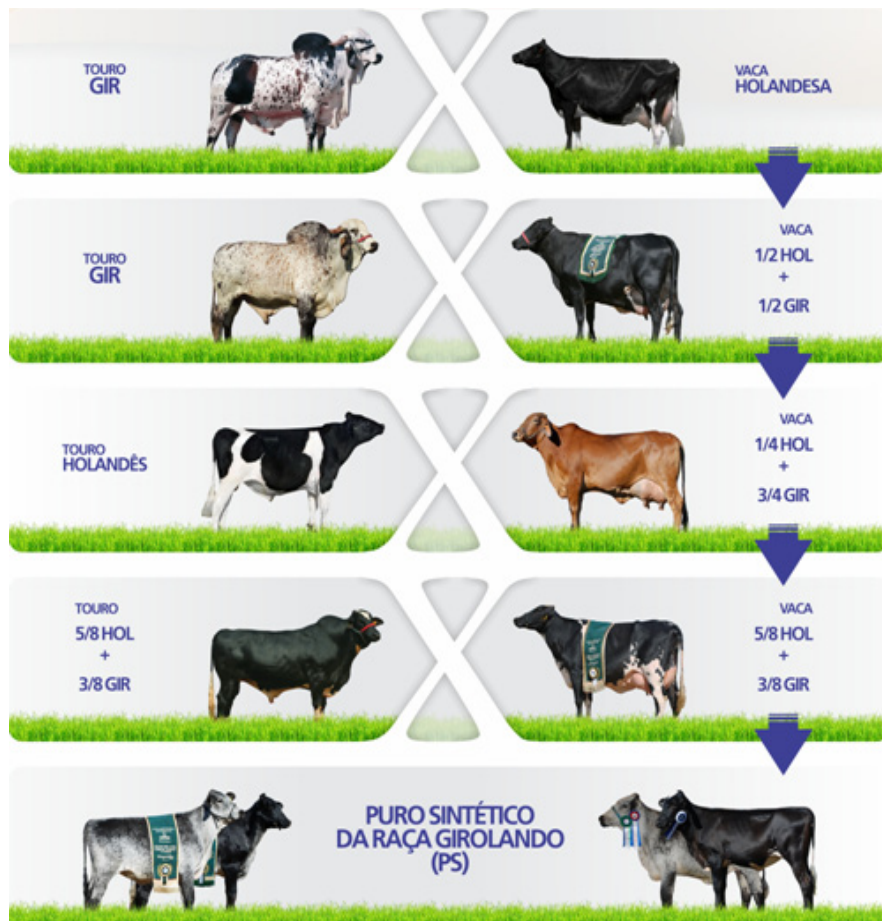 TOURO
GIR
VACA
HOLANDESA
TOURO
GIR
VACA
1/2 HOL
+
1/2 GIR
TOURO
HOLANDÊS
VACA
1/4 HOL
+
3/4 GIR
TOURO
5/8 HOL
+
3/8 GIR
VACA
5/8 HOL
+
3/8 GIR
PURO SINTÉTICO
DA RAÇA GIROLANDO
(PS)